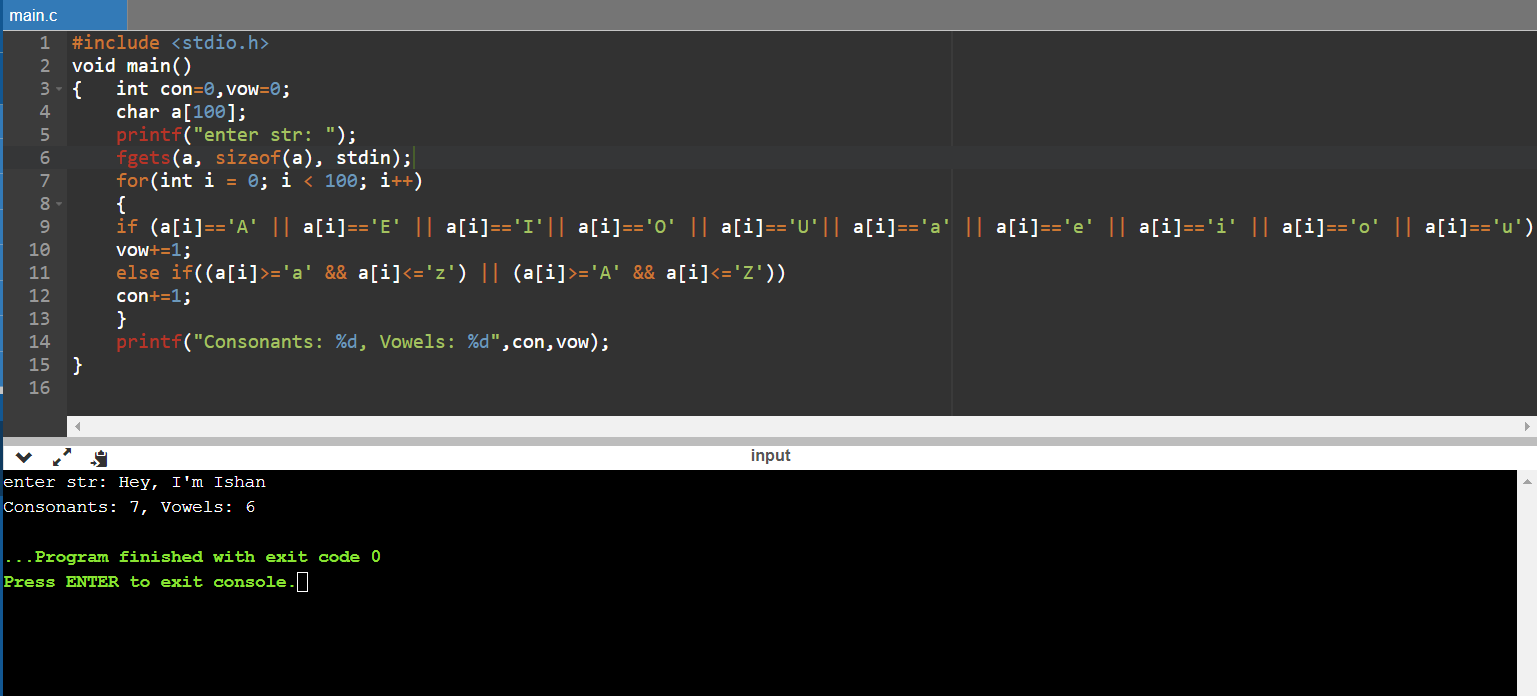 main.c
1 #include <stdio.h>
2 void main()
3 {   int con=0,vow=0;
4     char a[100];
5     printf("enter str: ");
6     fgets(a, sizeof(a), stdin);
7     for(int i = 0; i < 100; i++)
8     {
9     if (a[i]=='A' || a[i]=='E' || a[i]=='I'|| a[i]=='O' || a[i]=='U'|| a[i]=='a' || a[i]=='e' || a[i]=='i' || a[i]=='o' || a[i]=='u')
10     vow+=1;
11     else if((a[i]>='a' && a[i]<='z') || (a[i]>='A' && a[i]<='Z'))
12     con+=1;
13     }
14     printf("Consonants: %d, Vowels: %d",con,vow);
15 }
16
input
enter str: Hey, I'm Ishan
Consonants: 7, Vowels: 6
...Program finished with exit code 0
Press ENTER to exit console.